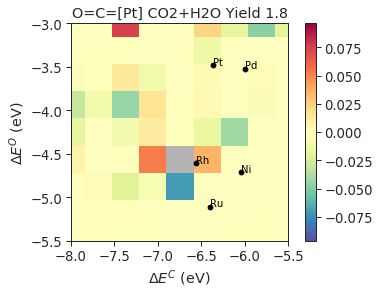 O=C=[Pt] CO2+H2O Yield 1.8
−3.0
−3.5
−4.0
−4.5
−5.0
−5.5
ΔE^O (eV)
Pt
Pd
Rh
Ni
Ru
−8.0 −7.5 −7.0 −6.5 −6.0 −5.5
ΔE^C (eV)
0.075
0.050
0.025
0.000
−0.025
−0.050
−0.075